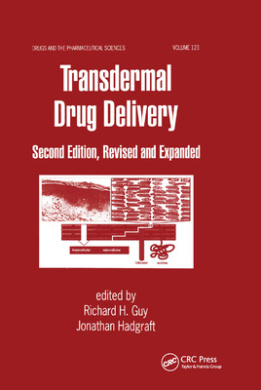 DRUGS AND THE PHARMACEUTICAL SCIENCES
VOLUME 123
Transdermal
Drug Delivery
Second Edition, Revised and Expanded
edited by
Richard H. Guy
Jonathan Hadgraft
CRC Press
Taylor & Francis Group